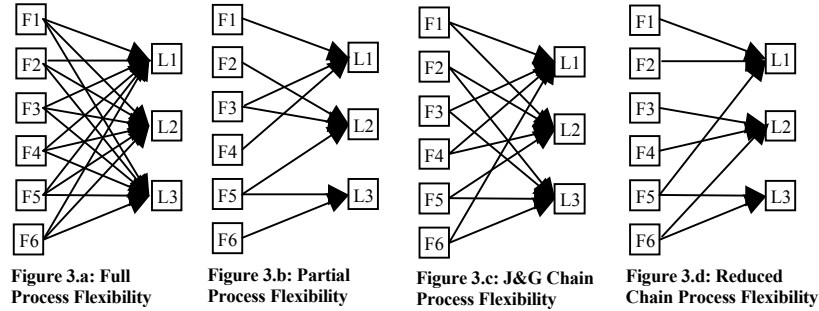 F1
F2
F3
F4
F5
F6
L1
L2
L3
Figure 3.a: Full
Process Flexibility
F1
F2
F3
F4
F5
F6
L1
L2
L3
Figure 3.b: Partial
Process Flexibility
F1
F2
F3
F4
F5
F6
L1
L2
L3
Figure 3.c: J&G Chain
Process Flexibility
F1
F2
F3
F4
F5
F6
L1
L2
L3
Figure 3.d: Reduced
Chain Process Flexibility